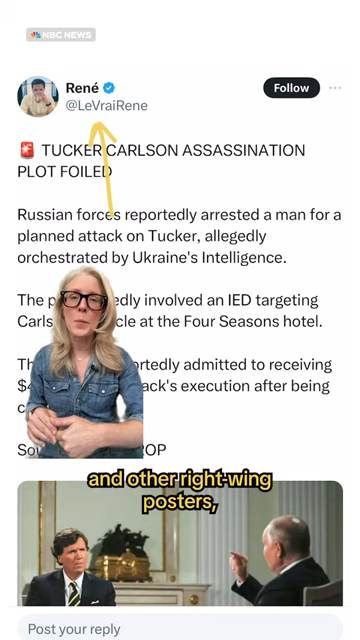 NBC NEWS
René
@LeVraiRene
Follow
TUCKER CARLSON ASSASSINATION
PLOT FOILED
Russian forces reportedly arrested a man for a
planned attack on Tucker, allegedly
orchestrated by Ukraine's Intelligence.
The edly involved an IED targeting
Carls cle at the Four Seasons hotel.
Th rtedly admitted to receiving
$4 ack's execution after being
c
So OP
and other right-wing
posters,
Post your reply